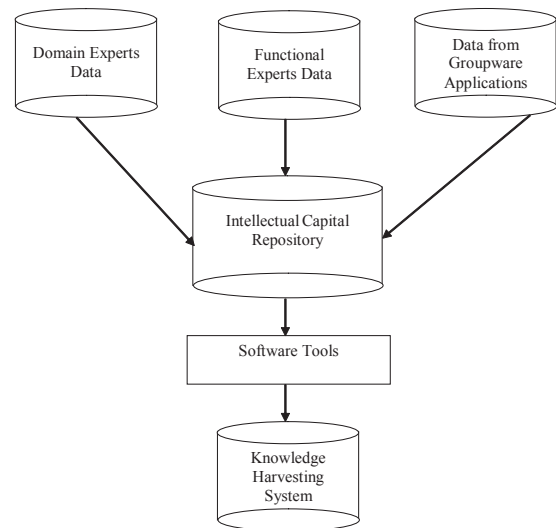 Domain Experts
Data
Functional
Experts Data
Data from
Groupware
Applications
Intellectual Capital
Repository
Software Tools
Knowledge
Harvesting
System